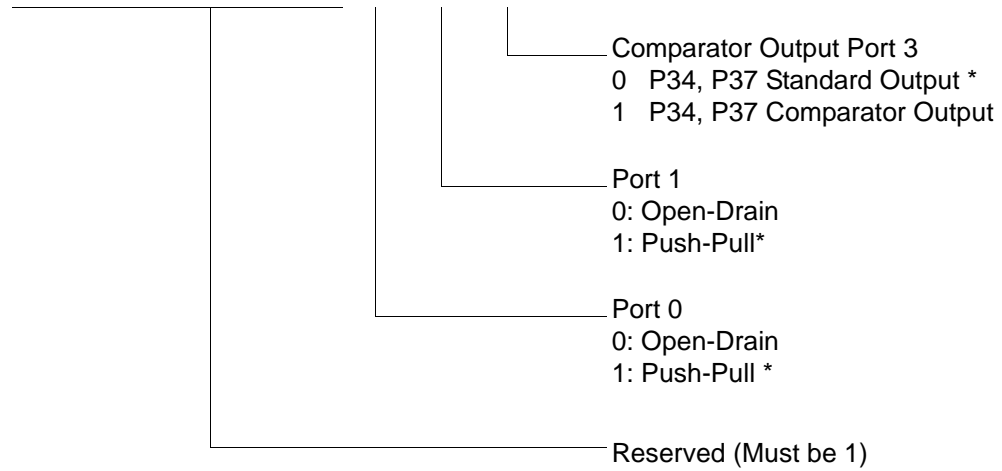 Comparator Output Port 3
0 P34, P37 Standard Output *
1 P34, P37 Comparator Output
Port 1
0: Open-Drain
1: Push-Pull*
Port 0
0: Open-Drain
1: Push-Pull *
Reserved (Must be 1)